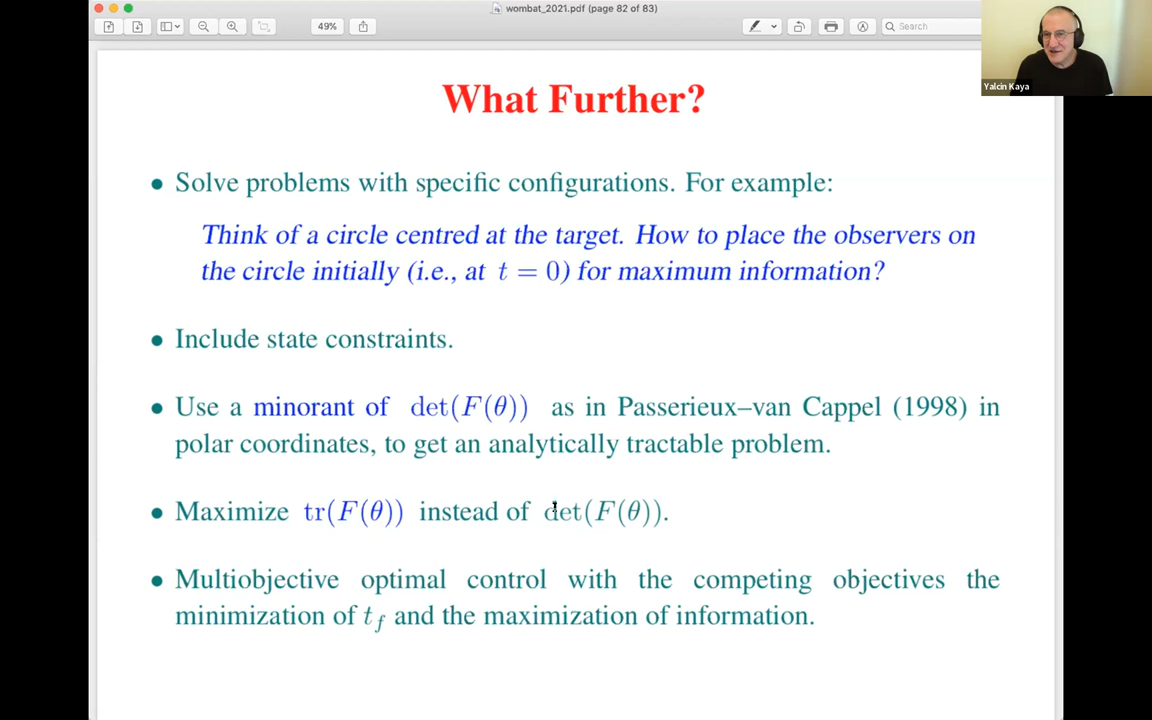 wombat_2021.pdf (page 82 of 83)
49%
Search
Yalcin Kaya
What Further?
• Solve problems with specific configurations. For example:
Think of a circle centred at the target. How to place the observers on
the circle initially (i.e., at t = 0) for maximum information?
• Include state constraints.
• Use a minorant of det(F(θ)) as in Passerieux–van Cappel (1998) in
polar coordinates, to get an analytically tractable problem.
• Maximize tr(F(θ)) instead of det(F(θ)).
• Multiobjective optimal control with the competing objectives the
minimization of t_f and the maximization of information.